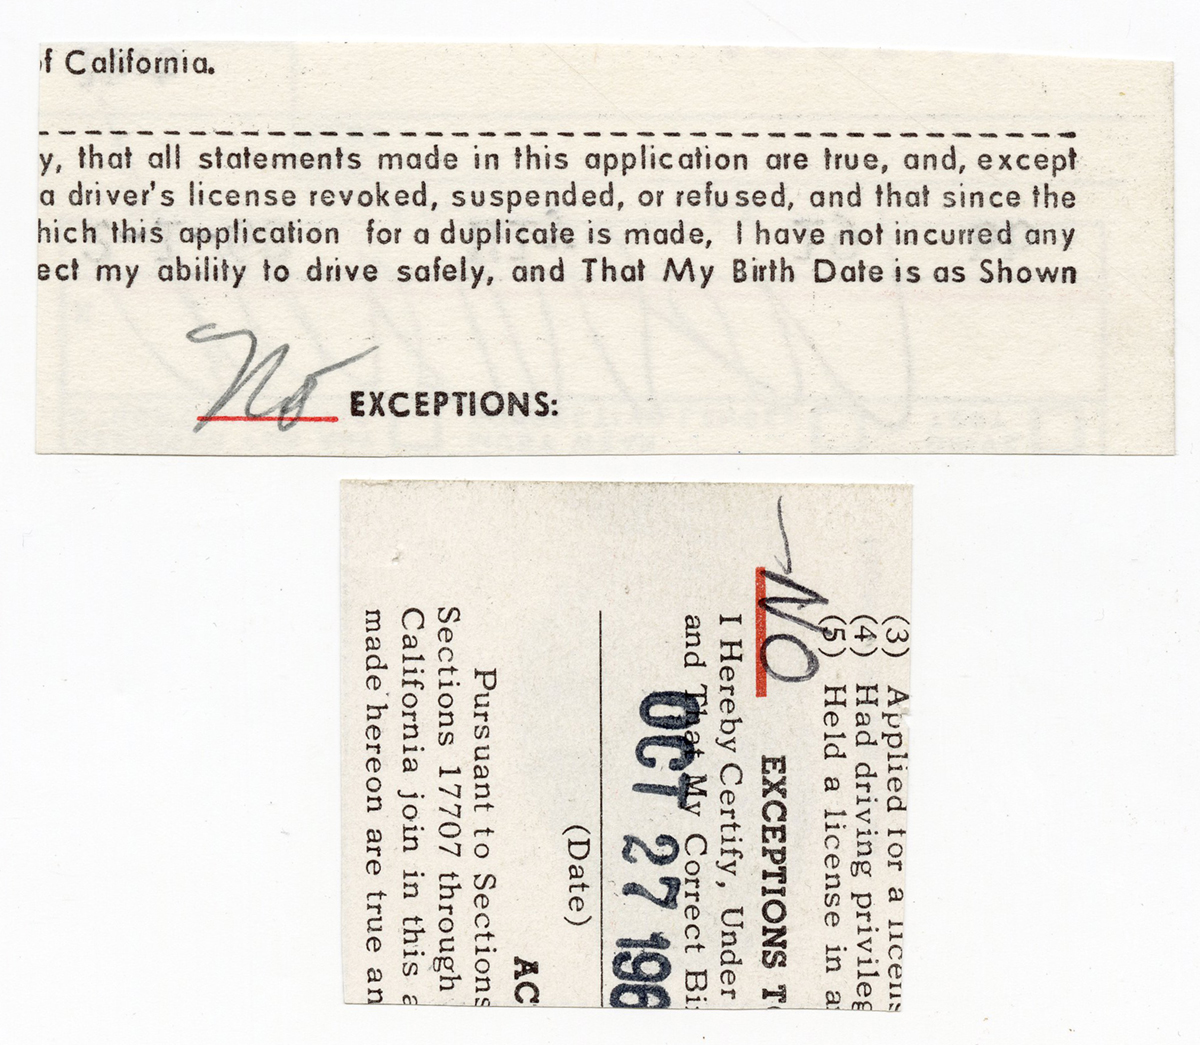 of California.
y, that all statements made in this application are true, and, except
a driver's license revoked, suspended, or refused, and that since the
hich this application for a duplicate is made, I have not incurred any
ect my ability to drive safely, and That My Birth Date is as Shown
No EXCEPTIONS:
(3) Applied for a licens
(4) Had driving privileg
(5) Held a license in a
No EXCEPTIONS T
I Hereby Certify, Under
and That My Correct Bi
OCT 27 196
(Date)
AC
Pursuant to Sections
Sections 17707 through
California join in this a
made hereon are true an